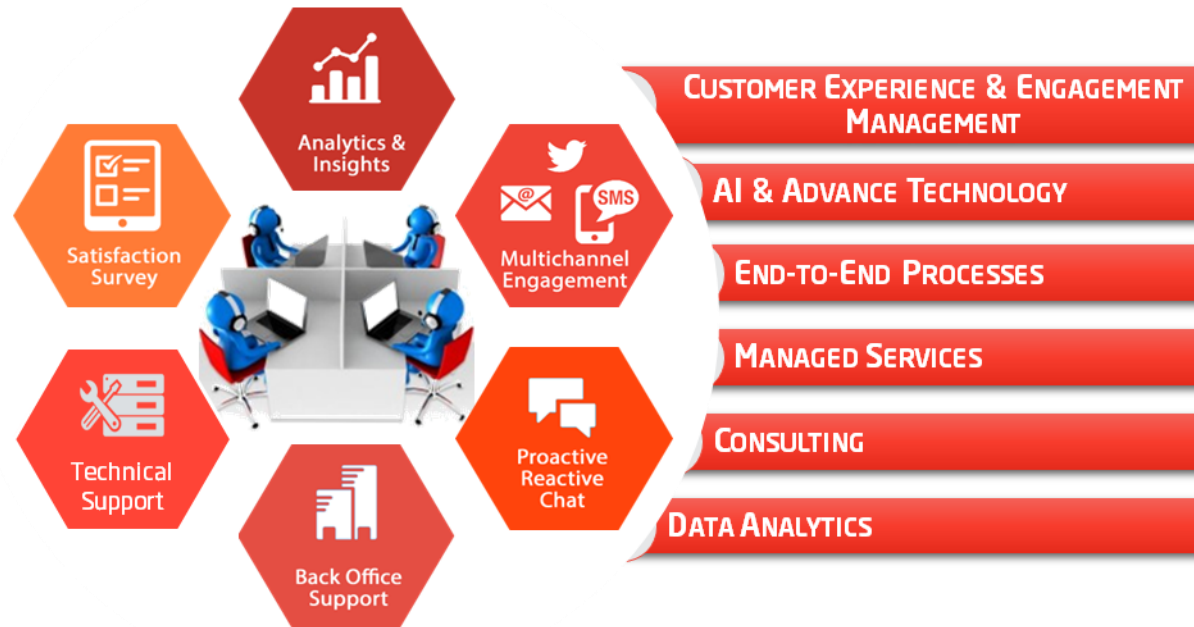 Analytics &
Insights
Satisfaction
Survey
@
SMS
Multichannel
Engagement
Technical
Support
Proactive
Reactive
Chat
Back Office
Support
CUSTOMER EXPERIENCE & ENGAGEMENT
MANAGEMENT
AI & ADVANCE TECHNOLOGY
END-TO-END PROCESSES
MANAGED SERVICES
CONSULTING
DATA ANALYTICS